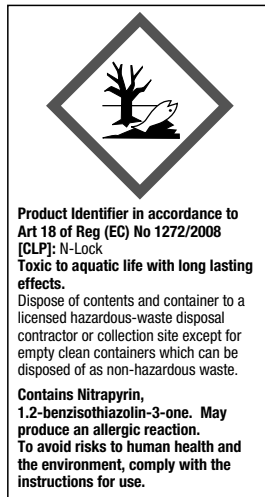 Product Identifier in accordance to
Art 18 of Reg (EC) No 1272/2008
[CLP]: N-Lock
Toxic to aquatic life with long lasting
effects.
Dispose of contents and container to a
licensed hazardous-waste disposal
contractor or collection site except for
empty clean containers which can be
disposed of as non-hazardous waste.
Contains Nitrapyrin,
1.2-benzisothiazolin-3-one.  May
produce an allergic reaction.
To avoid risks to human health and
the environment, comply with the
instructions for use.